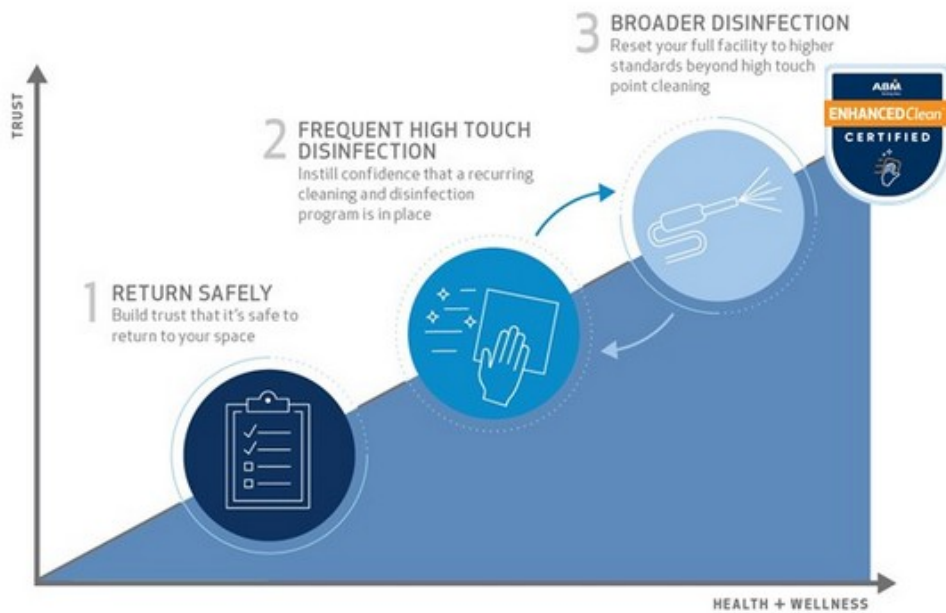 3 BROADER DISINFECTION
Reset your full facility to higher
standards beyond high touch
point cleaning
ABM
ENHANCED Clean
CERTIFIED
TRUST
2 FREQUENT HIGH TOUCH
DISINFECTION
Instill confidence that a recurring
cleaning and disinfection
program is in place
1 RETURN SAFELY
Build trust that it's safe to
return to your space
HEALTH + WELLNESS